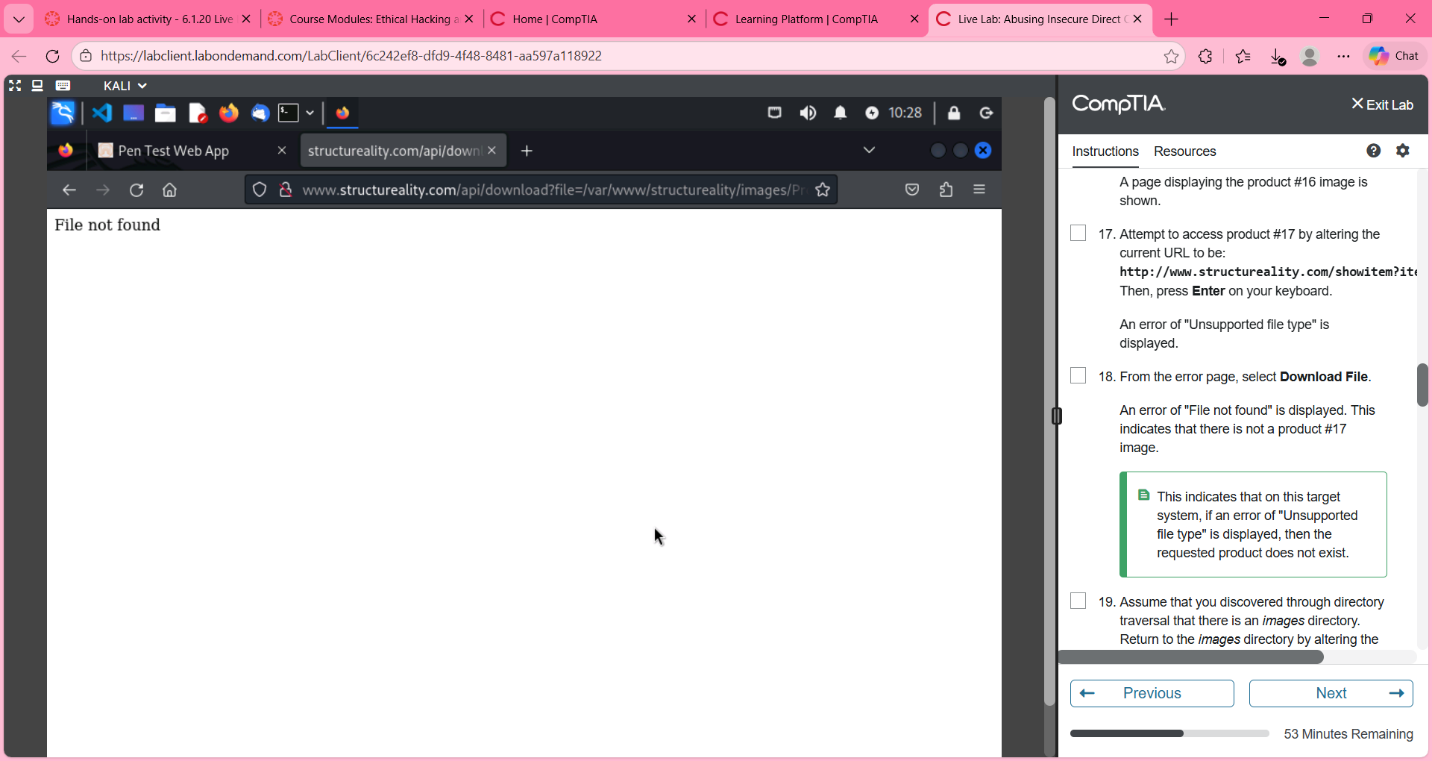 Hands-on lab activity - 6.1.20 Live
Course Modules: Ethical Hacking a
Home | CompTIA
Learning Platform | CompTIA
Live Lab: Abusing Insecure Direct
https://labclient.labondemand.com/LabClient/6c242ef8-dfd9-4f48-8481-aa597a118922
Chat
KALI
10:28
Pen Test Web App
structureality.com/api/down
www.structureality.com/api/download?file=/var/www/structureality/images/Pr
File not found
CompTIA.
Exit Lab
Instructions
Resources
A page displaying the product #16 image is
shown.
17. Attempt to access product #17 by altering the
current URL to be:
http://www.structureality.com/showitem?ite
Then, press Enter on your keyboard.
An error of "Unsupported file type" is
displayed.
18. From the error page, select Download File.
An error of "File not found" is displayed. This
indicates that there is not a product #17
image.
This indicates that on this target
system, if an error of "Unsupported
file type" is displayed, then the
requested product does not exist.
19. Assume that you discovered through directory
traversal that there is an images directory.
Return to the images directory by altering the
Previous
Next
53 Minutes Remaining